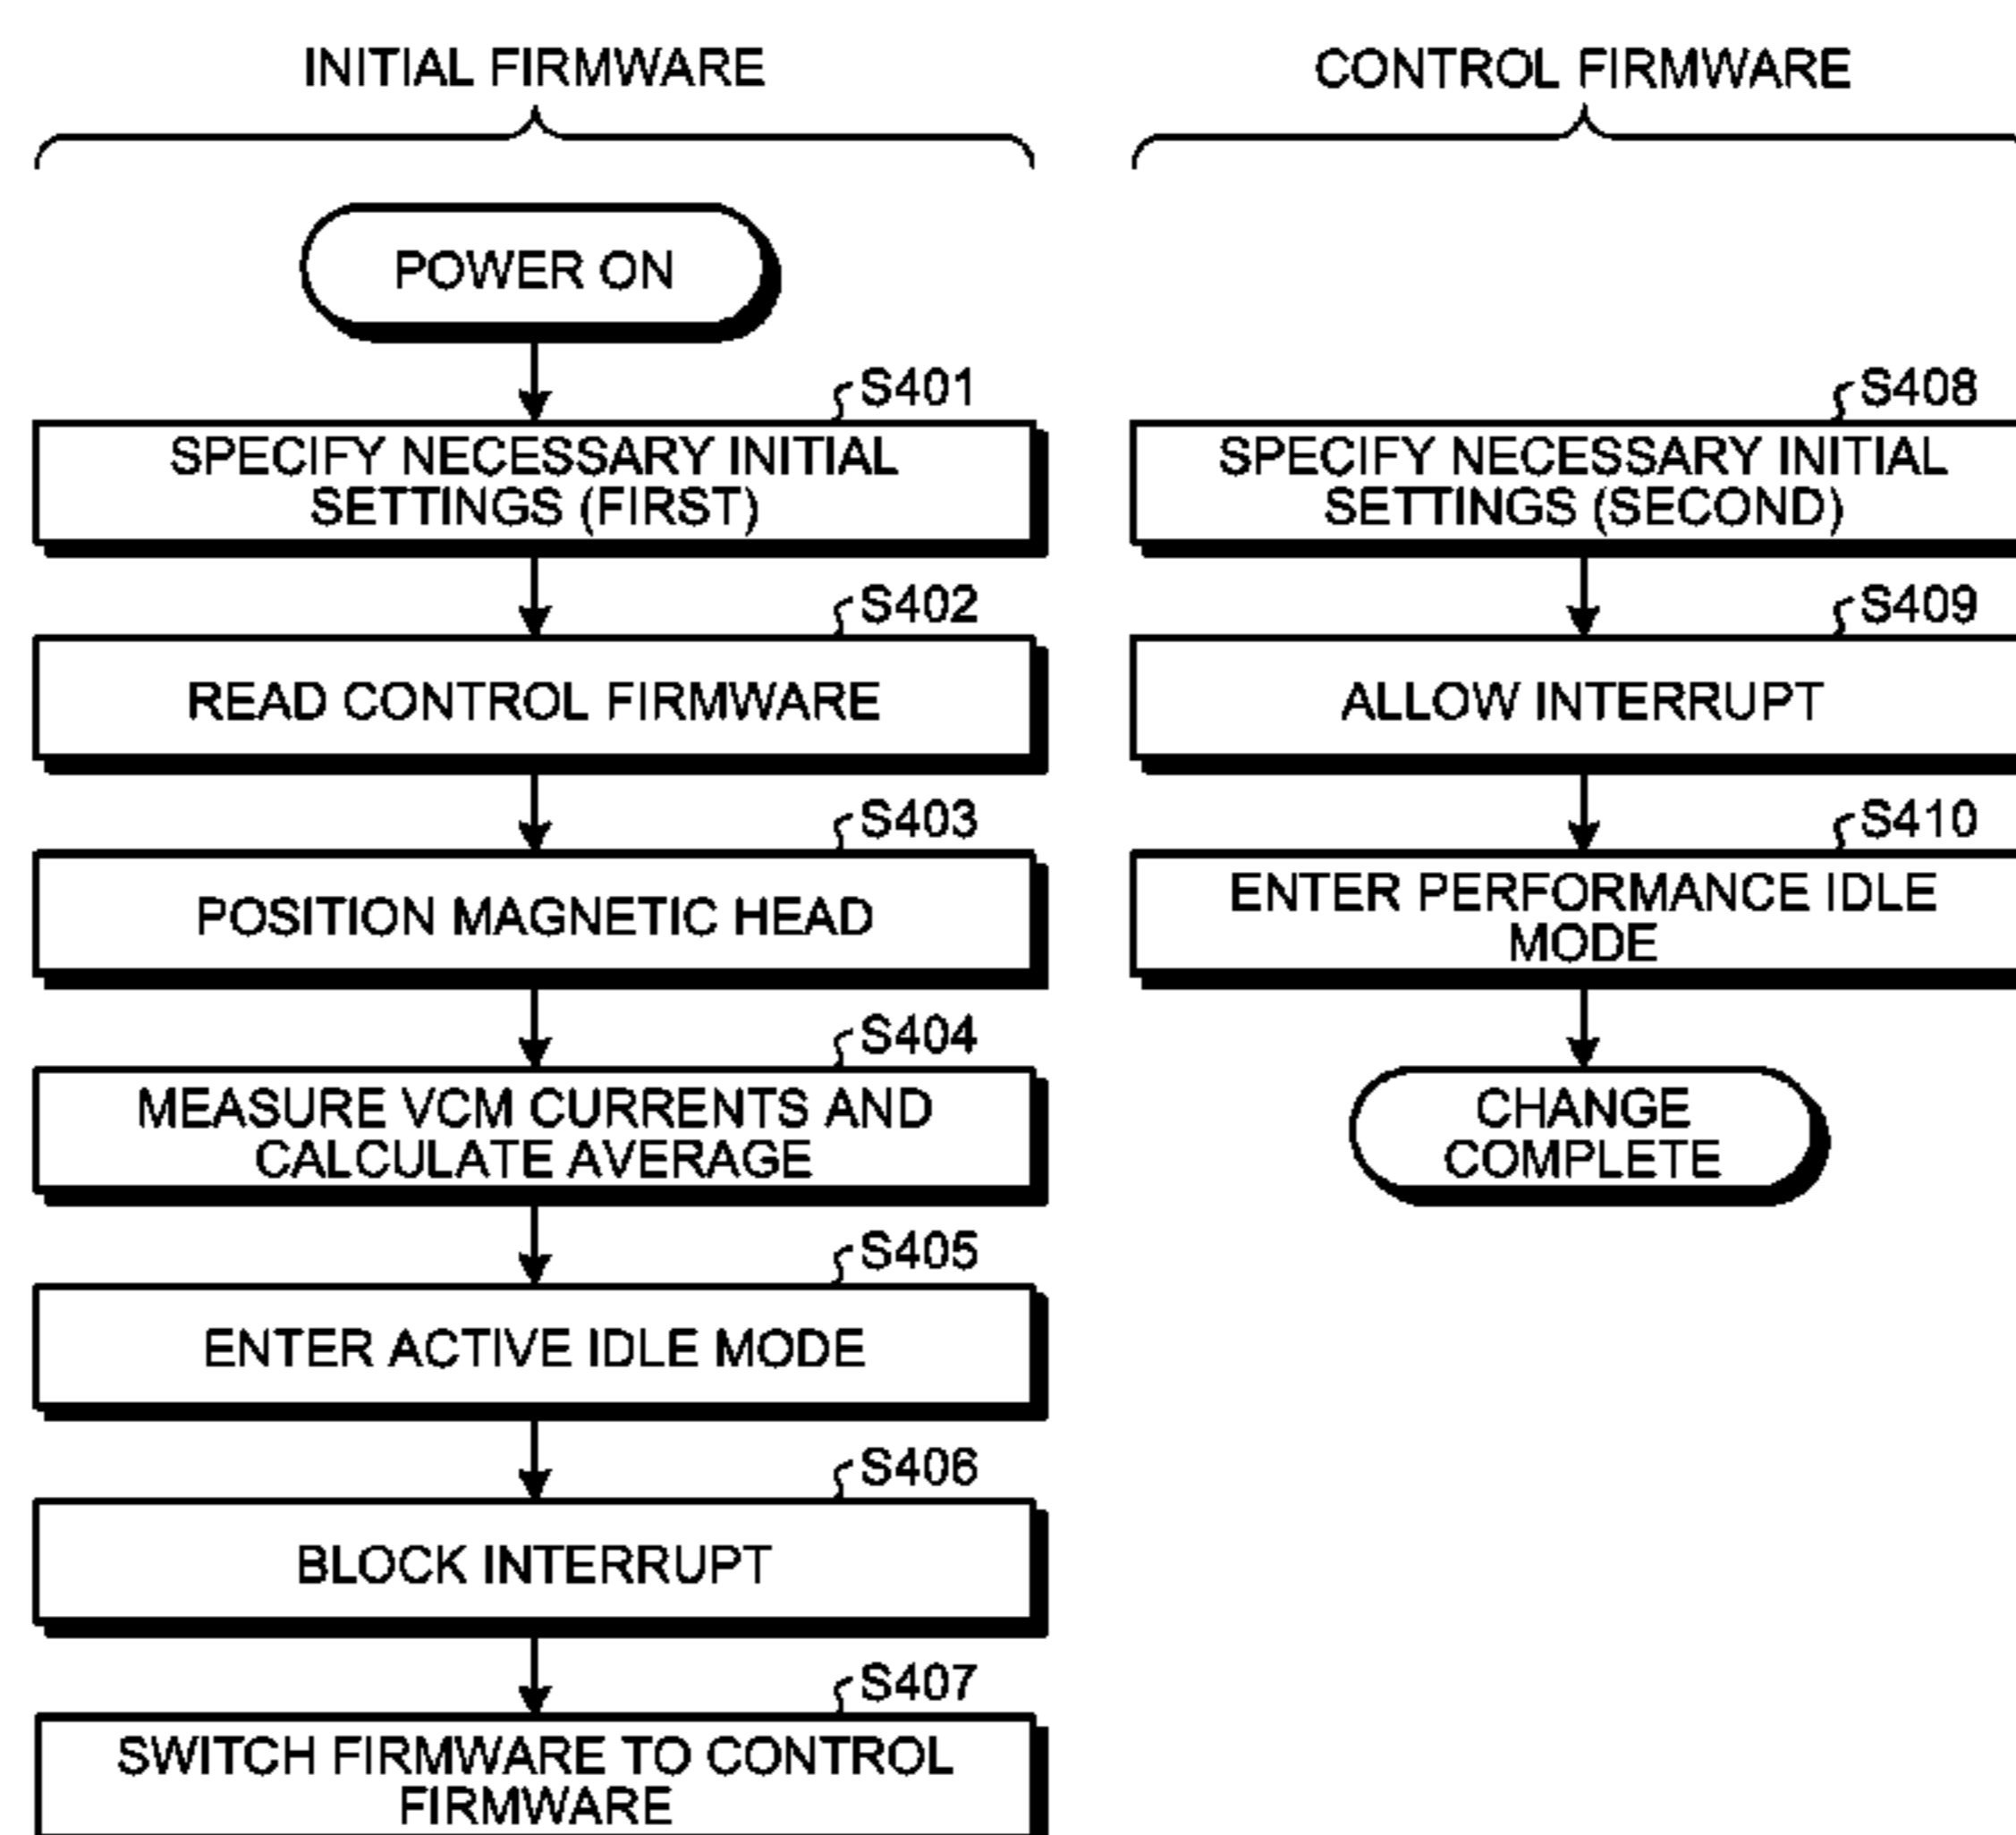 INITIAL FIRMWARE
POWER ON
S401
SPECIFY NECESSARY INITIAL
SETTINGS (FIRST)
S402
READ CONTROL FIRMWARE
S403
POSITION MAGNETIC HEAD
S404
MEASURE VCM CURRENTS AND
CALCULATE AVERAGE
S405
ENTER ACTIVE IDLE MODE
S406
BLOCK INTERRUPT
S407
SWITCH FIRMWARE TO CONTROL
FIRMWARE
CONTROL FIRMWARE
S408
SPECIFY NECESSARY INITIAL
SETTINGS (SECOND)
S409
ALLOW INTERRUPT
S410
ENTER PERFORMANCE IDLE
MODE
CHANGE
COMPLETE